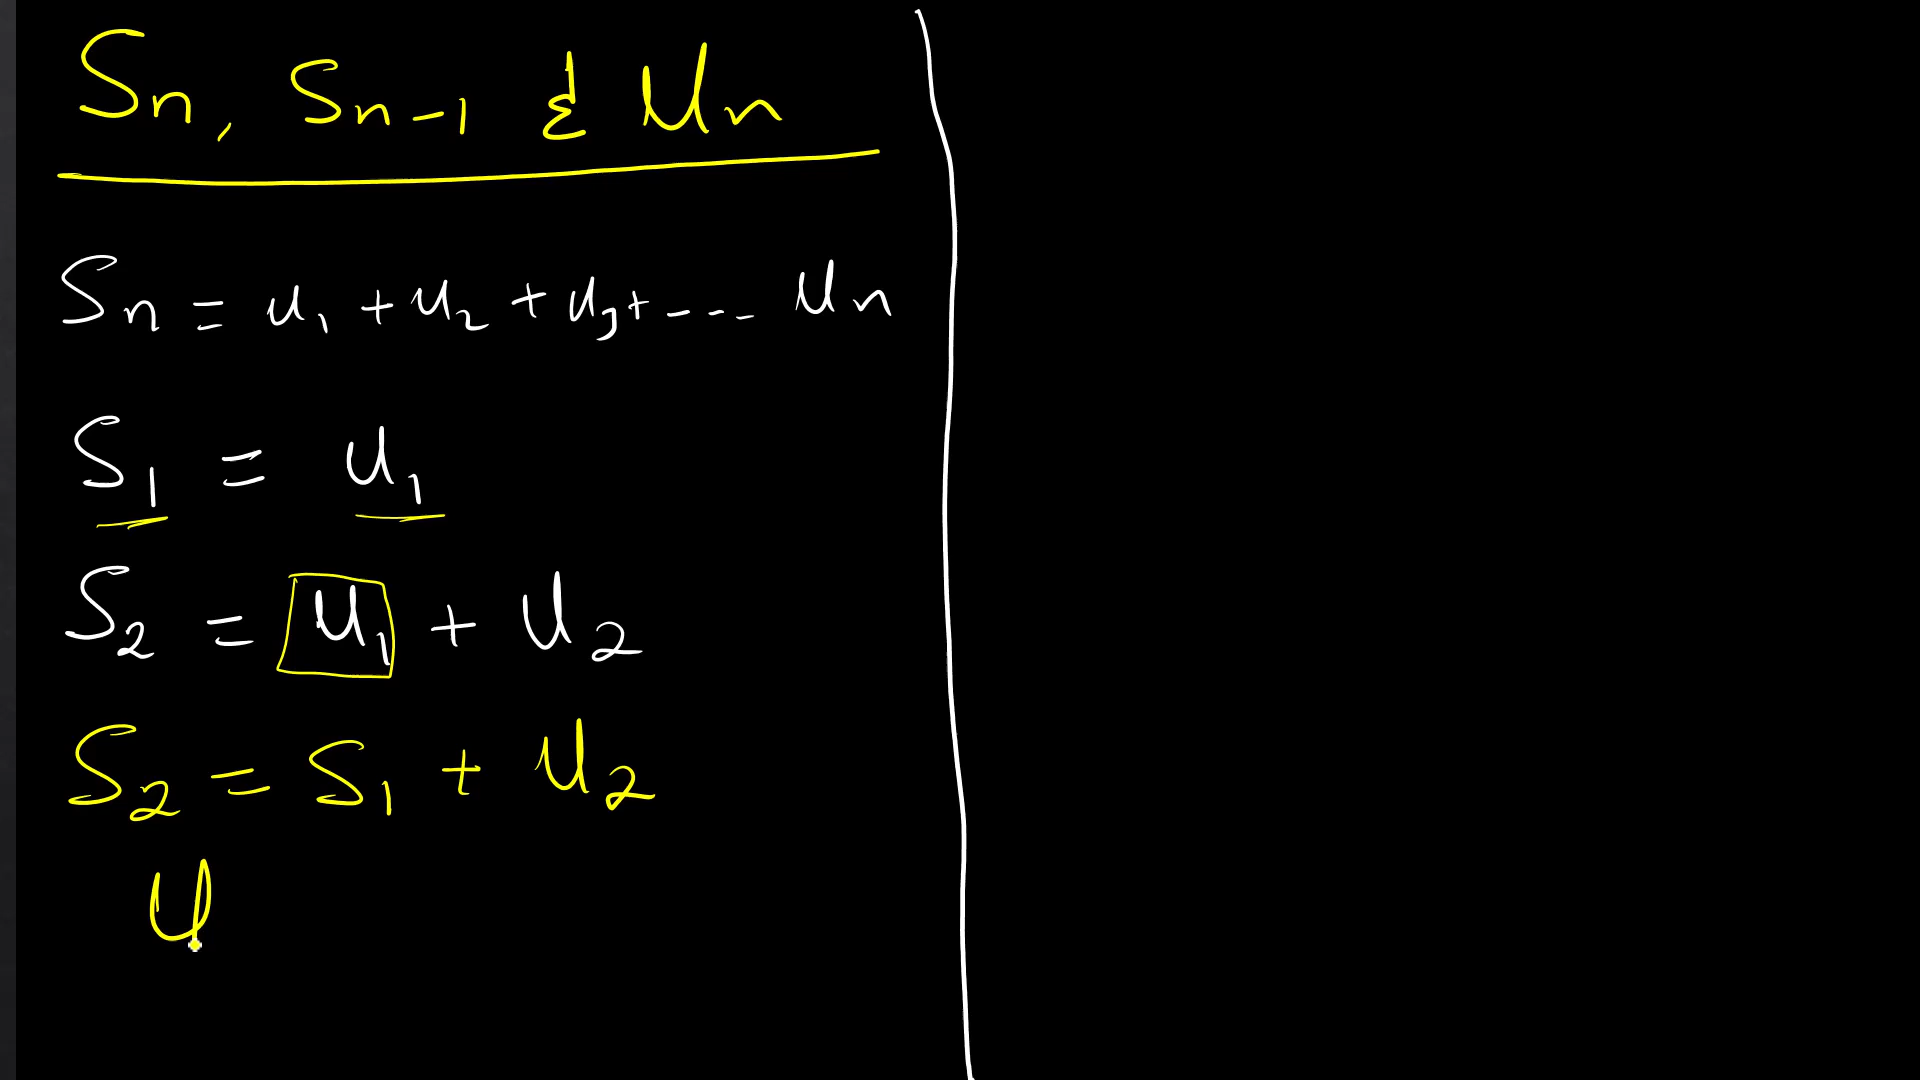 Sn, Sn-1 & Un
Sn = u1 + u2 + u3 + --- Un
S1 = U1
S2 = U1 + U2
S2 = S1 + U2
U